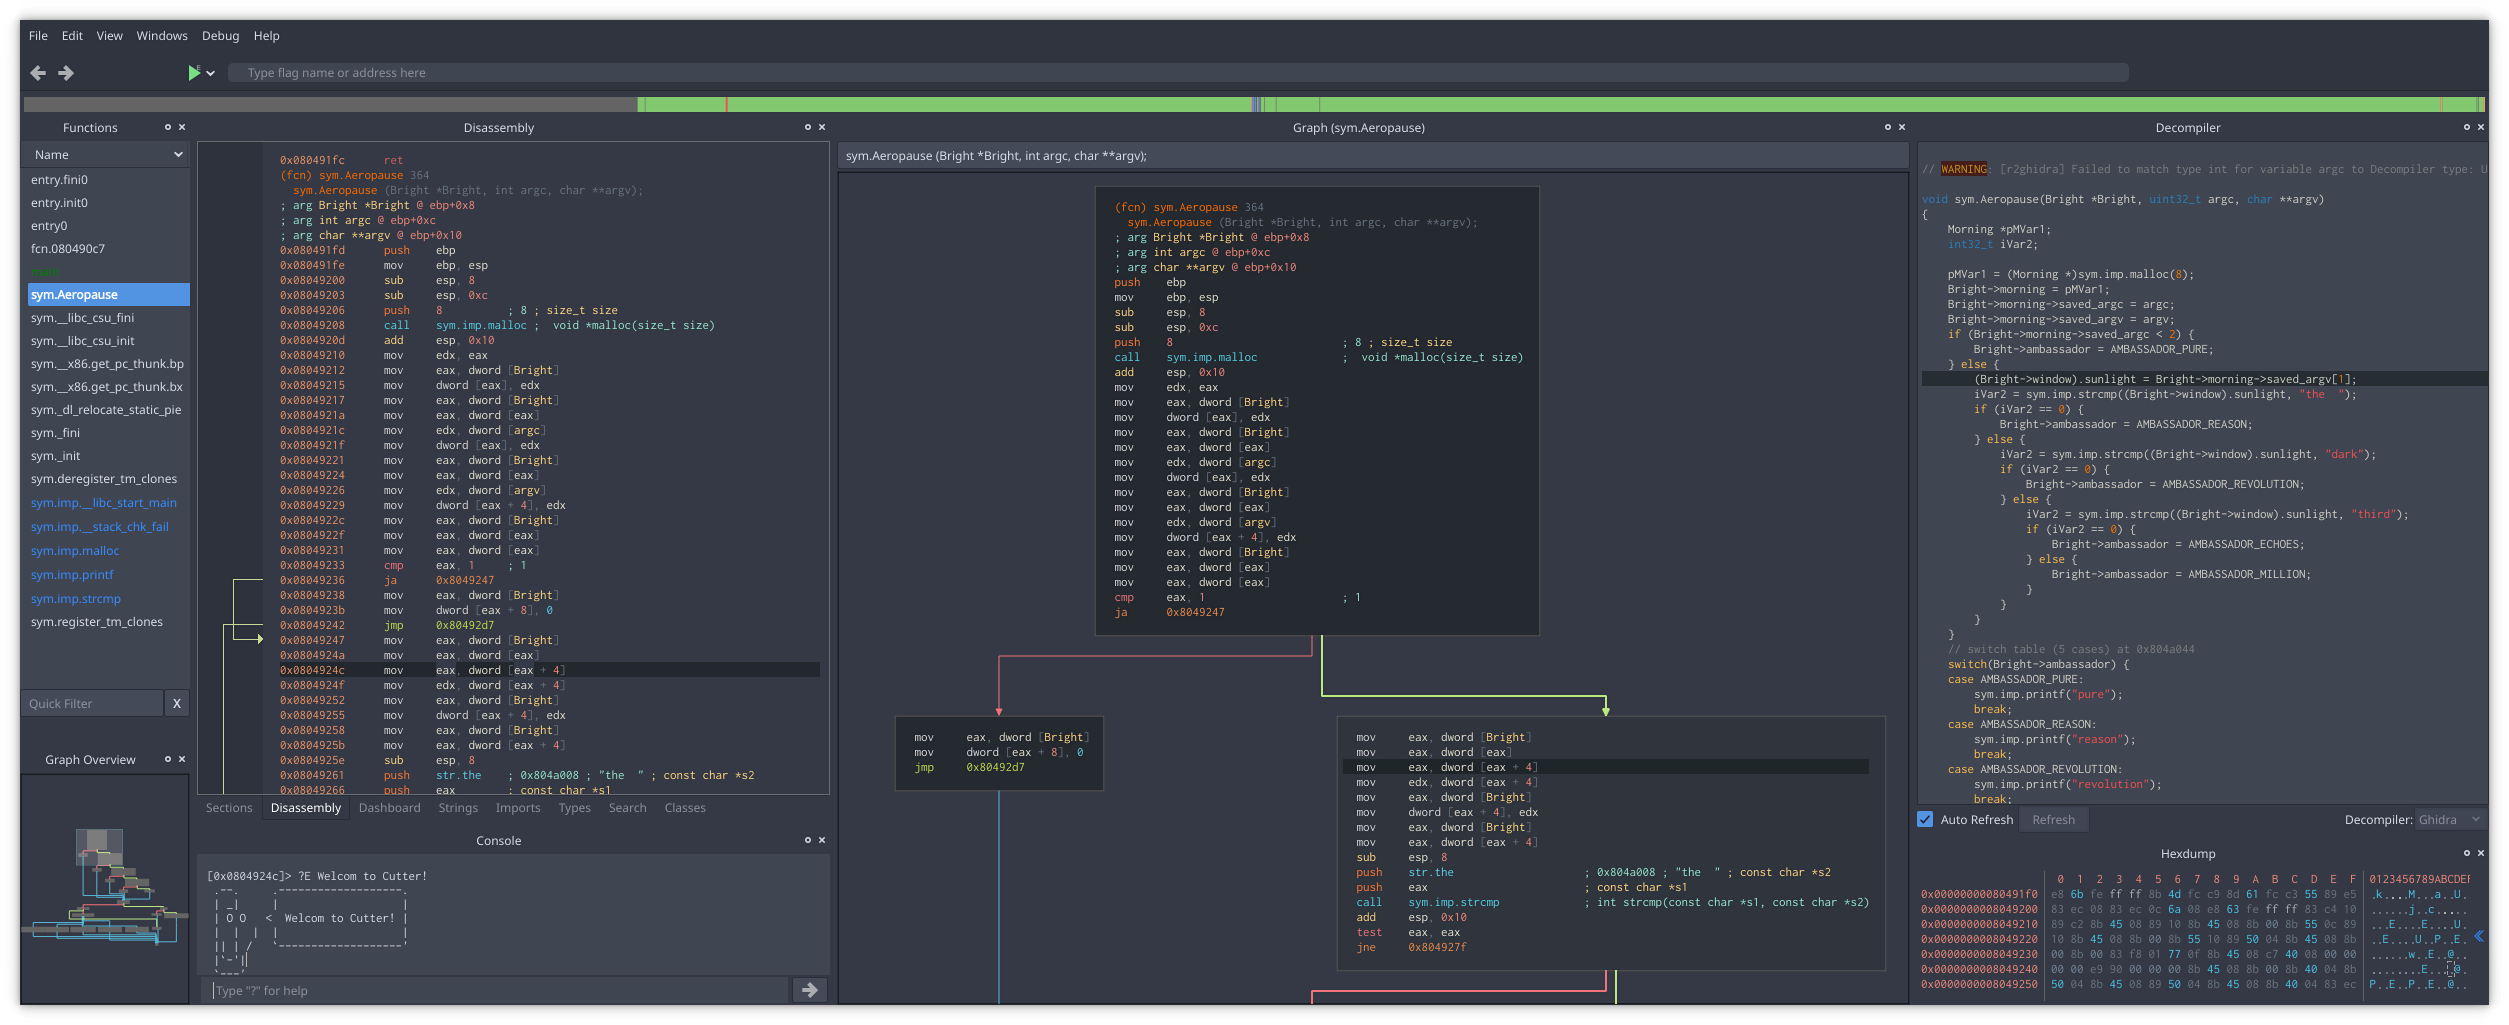 File Edit View Windows Debug Help
Type flag name or address here
Functions
Name
entry.fini0
entry.init0
entry0
fcn.080490c7
main
sym.Aeropause
sym.__libc_csu_fini
sym.__libc_csu_init
sym.__x86.get_pc_thunk.bp
sym.__x86.get_pc_thunk.bx
sym._dl_relocate_static_pie
sym._fini
sym._init
sym.deregister_tm_clones
sym.imp.__libc_start_main
sym.imp.__stack_chk_fail
sym.imp.malloc
sym.imp.printf
sym.imp.strcmp
sym.register_tm_clones
Quick Filter X
Graph Overview
Disassembly
0x080491fc ret
(fcn) sym.Aeropause 364
sym.Aeropause (Bright *Bright, int argc, char **argv);
; arg Bright *Bright @ ebp+0x8
; arg int argc @ ebp+0xc
; arg char **argv @ ebp+0x10
0x080491fd push ebp
0x080491fe mov ebp, esp
0x08049200 sub esp, 8
0x08049203 sub esp, 0xc
0x08049206 push 8 ; 8 ; size_t size
0x08049208 call sym.imp.malloc ; void *malloc(size_t size)
0x0804920d add esp, 0x10
0x08049210 mov edx, eax
0x08049212 mov eax, dword [Bright]
0x08049215 mov dword [eax], edx
0x08049217 mov eax, dword [Bright]
0x0804921a mov eax, dword [eax]
0x0804921c mov edx, dword [argc]
0x0804921f mov dword [eax], edx
0x08049221 mov eax, dword [Bright]
0x08049224 mov eax, dword [eax]
0x08049226 mov edx, dword [argv]
0x08049229 mov dword [eax + 4], edx
0x0804922c mov eax, dword [Bright]
0x0804922f mov eax, dword [eax]
0x08049231 mov eax, dword [eax]
0x08049233 cmp eax, 1 ; 1
0x08049236 ja 0x8049247
0x08049238 mov eax, dword [Bright]
0x0804923b mov dword [eax + 8], 0
0x08049242 jmp 0x80492d7
0x08049247 mov eax, dword [Bright]
0x0804924a mov eax, dword [eax]
0x0804924c mov eax, dword [eax + 4]
0x0804924f mov edx, dword [eax + 4]
0x08049252 mov eax, dword [Bright]
0x08049255 mov dword [eax + 4], edx
0x08049258 mov eax, dword [Bright]
0x0804925b mov eax, dword [eax + 4]
0x0804925e sub esp, 8
0x08049261 push str.the ; 0x804a008 ; "the  " ; const char *s2
0x08049266 push eax ; const char *s1
Sections Disassembly Dashboard Strings Imports Types Search Classes
Console
[0x0804924c]> ?E Welcom to Cutter!
< Welcom to Cutter!
Type "?" for help
Graph (sym.Aeropause)
sym.Aeropause (Bright *Bright, int argc, char **argv);
(fcn) sym.Aeropause 364
sym.Aeropause (Bright *Bright, int argc, char **argv);
; arg Bright *Bright @ ebp+0x8
; arg int argc @ ebp+0xc
; arg char **argv @ ebp+0x10
push ebp
mov ebp, esp
sub esp, 8
sub esp, 0xc
push 8 ; 8 ; size_t size
call sym.imp.malloc ; void *malloc(size_t size)
add esp, 0x10
mov edx, eax
mov eax, dword [Bright]
mov dword [eax], edx
mov eax, dword [Bright]
mov eax, dword [eax]
mov edx, dword [argc]
mov dword [eax], edx
mov eax, dword [Bright]
mov eax, dword [eax]
mov edx, dword [argv]
mov dword [eax + 4], edx
mov eax, dword [Bright]
mov eax, dword [eax]
mov eax, dword [eax]
cmp eax, 1 ; 1
ja 0x8049247
mov eax, dword [Bright]
mov dword [eax + 8], 0
jmp 0x80492d7
mov eax, dword [Bright]
mov eax, dword [eax]
mov eax, dword [eax + 4]
mov edx, dword [eax + 4]
mov eax, dword [Bright]
mov dword [eax + 4], edx
mov eax, dword [Bright]
mov eax, dword [eax + 4]
sub esp, 8
push str.the ; 0x804a008 ; "the  " ; const char *s2
push eax ; const char *s1
call sym.imp.strcmp ; int strcmp(const char *s1, const char *s2)
add esp, 0x10
test eax, eax
jne 0x804927f
Decompiler
// WARNING: [r2ghidra] Failed to match type int for variable argc to Decompiler type: U
void sym.Aeropause(Bright *Bright, uint32_t argc, char **argv)
{
Morning *pMVar1;
int32_t iVar2;
pMVar1 = (Morning *)sym.imp.malloc(8);
Bright->morning = pMVar1;
Bright->morning->saved_argc = argc;
Bright->morning->saved_argv = argv;
if (Bright->morning->saved_argc < 2) {
Bright->ambassador = AMBASSADOR_PURE;
} else {
(Bright->window).sunlight = Bright->morning->saved_argv[1];
iVar2 = sym.imp.strcmp((Bright->window).sunlight, "the  ");
if (iVar2 == 0) {
Bright->ambassador = AMBASSADOR_REASON;
} else {
iVar2 = sym.imp.strcmp((Bright->window).sunlight, "dark");
if (iVar2 == 0) {
Bright->ambassador = AMBASSADOR_REVOLUTION;
} else {
iVar2 = sym.imp.strcmp((Bright->window).sunlight, "third");
if (iVar2 == 0) {
Bright->ambassador = AMBASSADOR_ECHOES;
} else {
Bright->ambassador = AMBASSADOR_MILLION;
}
}
}
}
// switch table (5 cases) at 0x804a044
switch(Bright->ambassador) {
case AMBASSADOR_PURE:
sym.imp.printf("pure");
break;
case AMBASSADOR_REASON:
sym.imp.printf("reason");
break;
case AMBASSADOR_REVOLUTION:
sym.imp.printf("revolution");
break;
Auto Refresh Refresh Decompiler: Ghidra
Hexdump
0 1 2 3 4 5 6 7 8 9 A B C D E F 0123456789ABCDEF
0x00000000080491f0 e8 6b fe ff ff 8b 4d fc c9 8d 61 fc c3 55 89 e5 .k....M...a..U..
0x0000000008049200 83 ec 08 83 ec 0c 6a 08 e8 63 fe ff ff 83 c4 10 ......j..c......
0x0000000008049210 89 c2 8b 45 08 89 10 8b 45 08 8b 00 8b 55 0c 89 ...E....E....U..
0x0000000008049220 10 8b 45 08 8b 00 8b 55 10 89 50 04 8b 45 08 8b ..E....U..P..E..
0x0000000008049230 00 8b 00 83 f8 01 77 0f 8b 45 08 c7 40 08 00 00 ......w..E..@...
0x0000000008049240 00 00 e9 90 00 00 00 8b 45 08 8b 00 8b 40 04 8b ........E....@..
0x0000000008049250 50 04 8b 45 08 89 50 04 8b 45 08 8b 40 04 83 ec P..E..P..E..@...